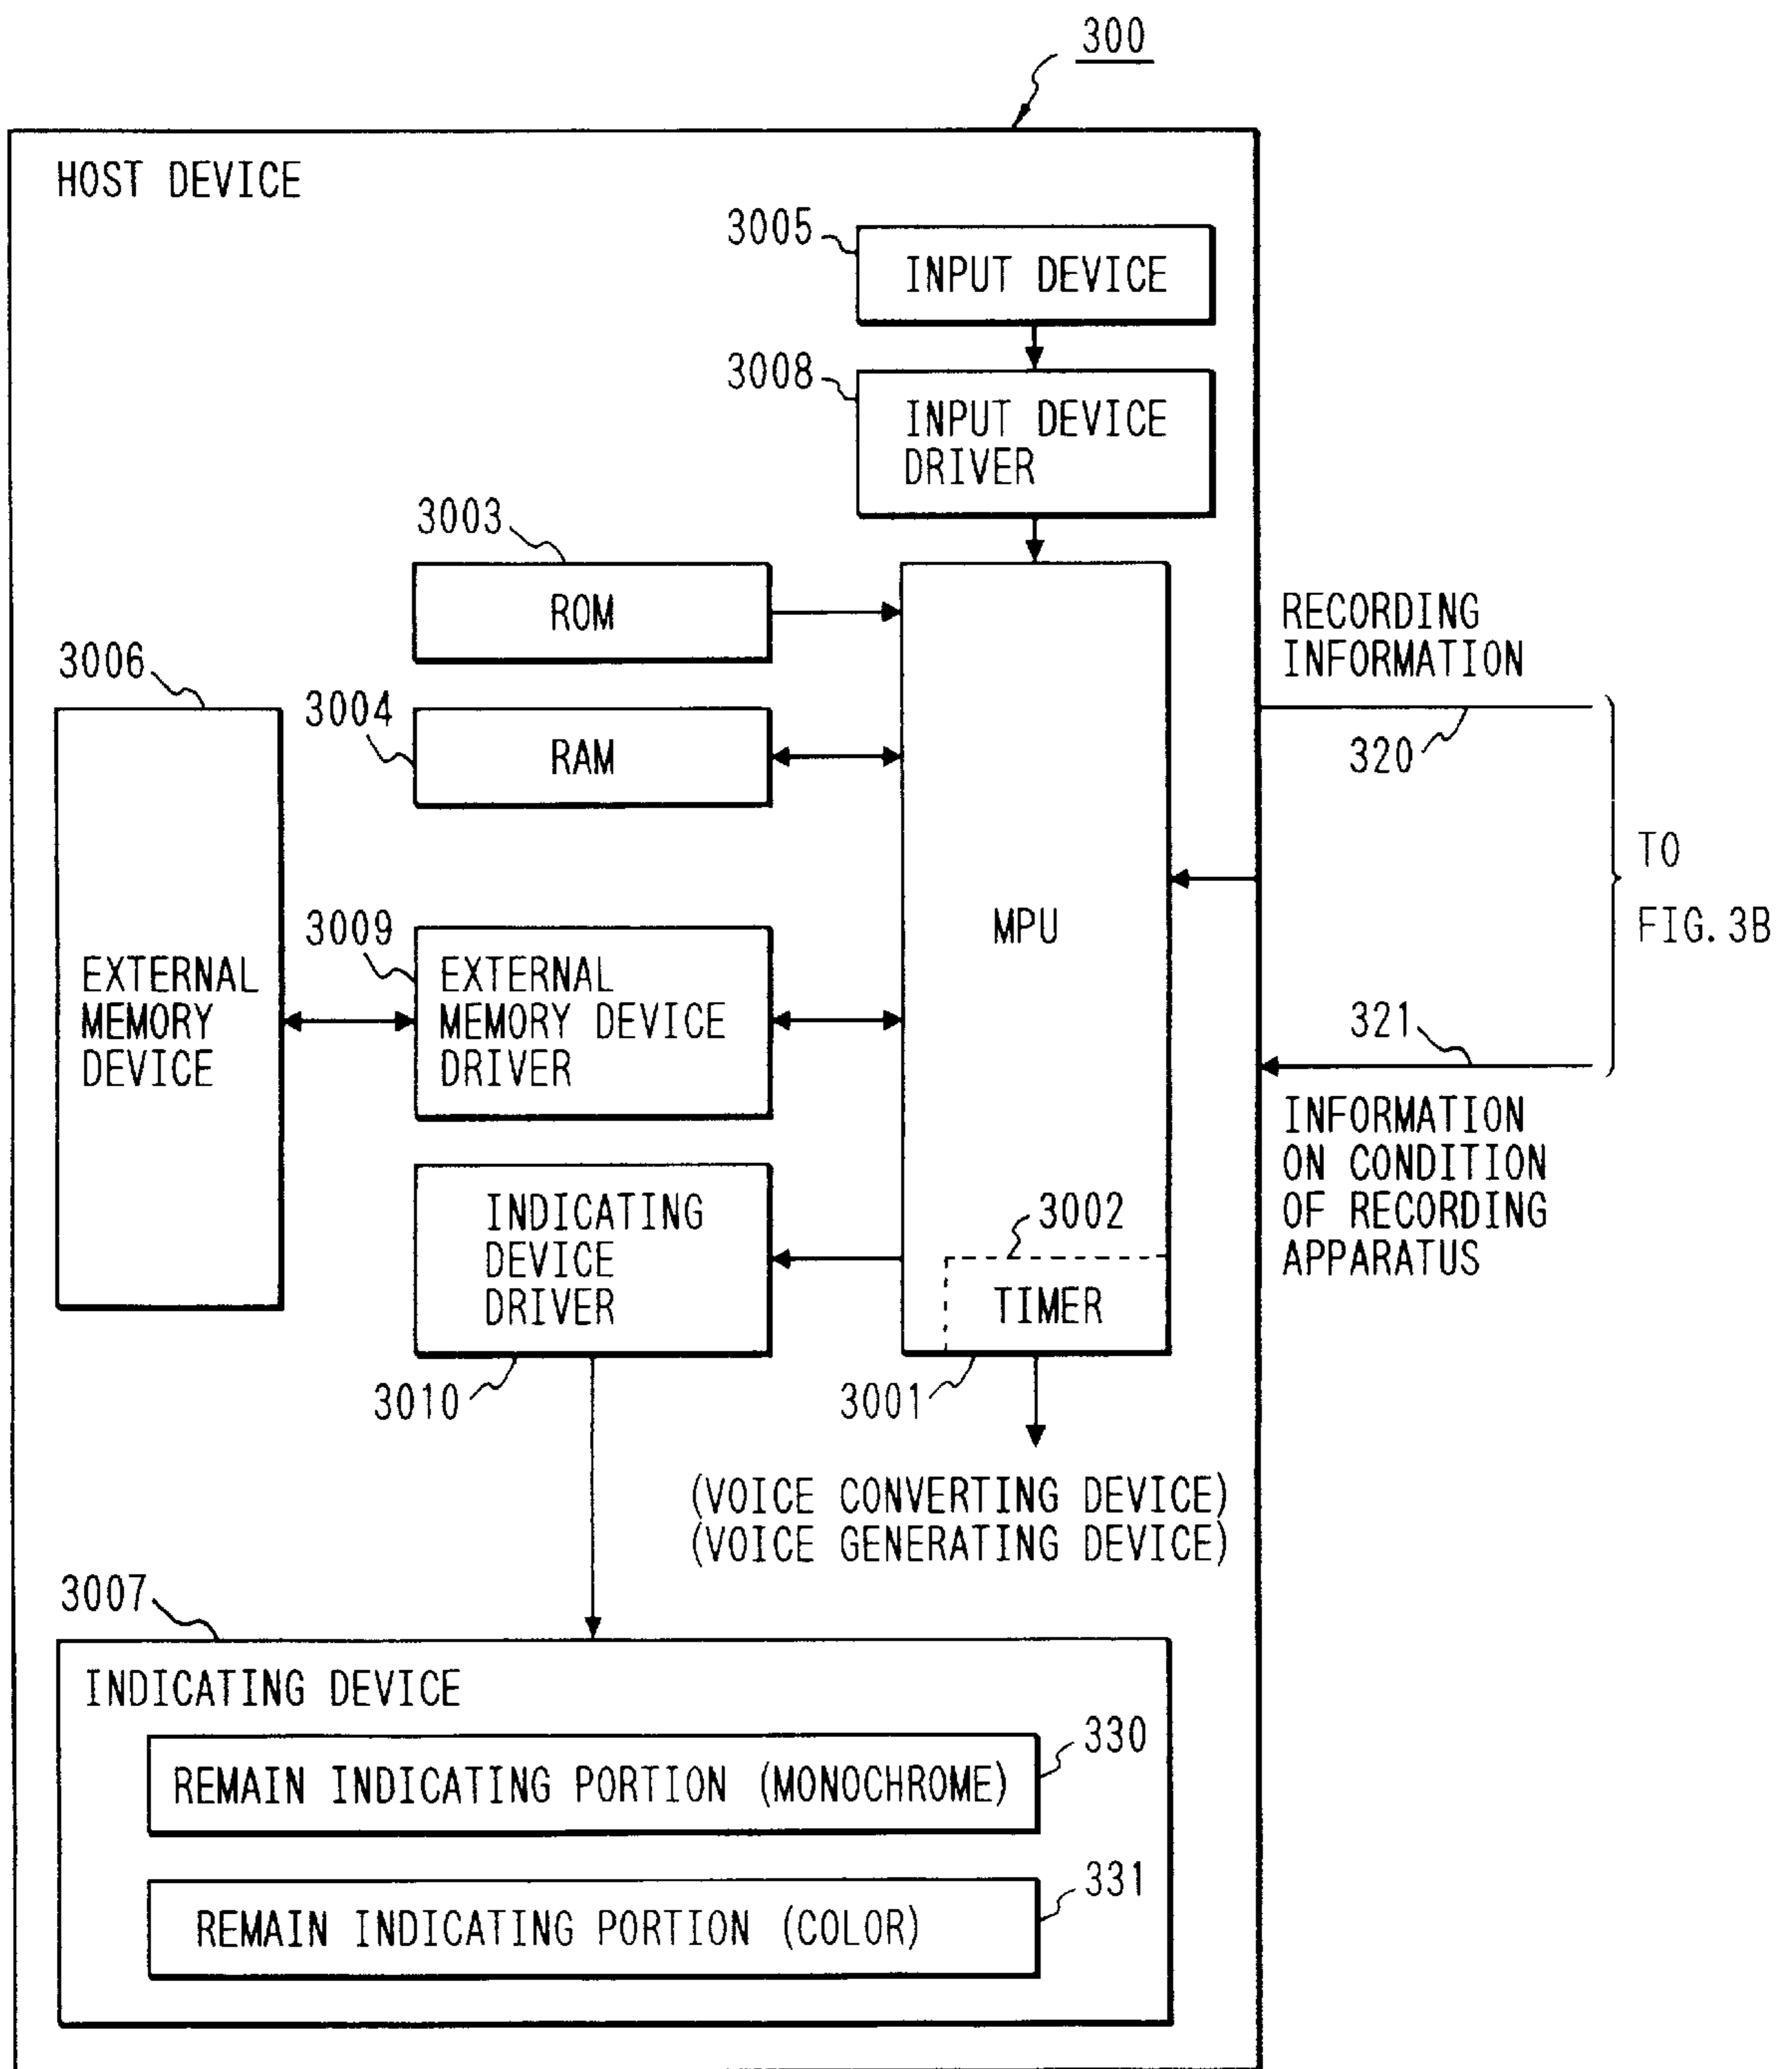 300
HOST DEVICE
3005
INPUT DEVICE
3008
INPUT DEVICE
DRIVER
3003
ROM
3006
3004
RAM
EXTERNAL
MEMORY
DEVICE
3009
EXTERNAL
MEMORY DEVICE
DRIVER
MPU
INDICATING
DEVICE
DRIVER
3010
3002
TIMER
3001
(VOICE CONVERTING DEVICE)
(VOICE GENERATING DEVICE)
RECORDING
INFORMATION
320
TO
FIG. 3B
321
INFORMATION
ON CONDITION
OF RECORDING
APPARATUS
3007
INDICATING DEVICE
330
REMAIN INDICATING PORTION (MONOCHROME)
331
REMAIN INDICATING PORTION (COLOR)